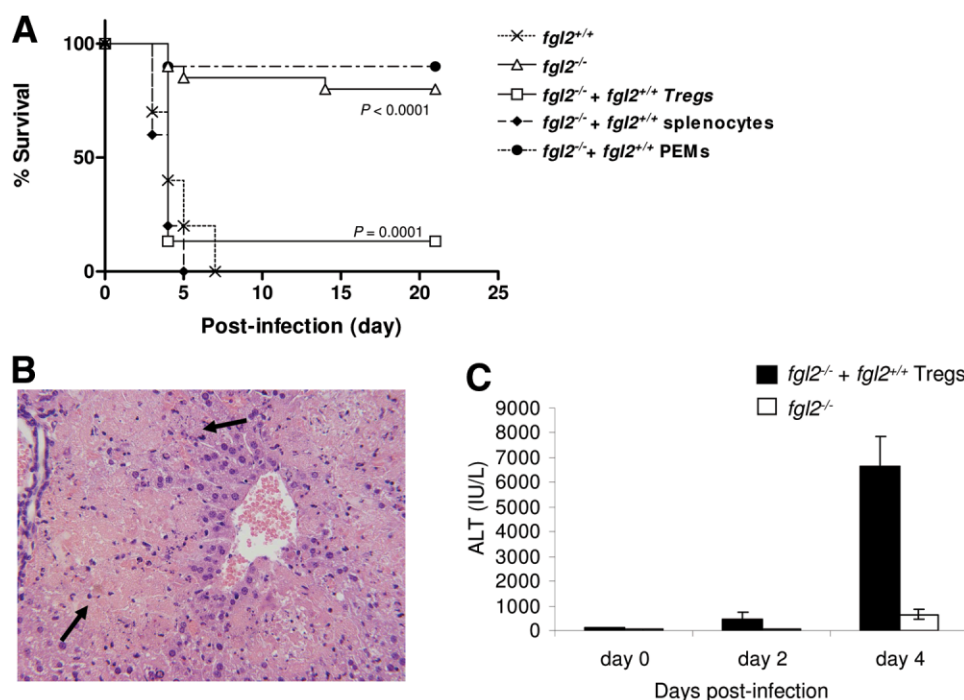 A
% Survival
100
50
0
0 5 10 15 20 25
Post-infection (day)
P < 0.0001
P = 0.0001
fgl2+/+
fgl2-/-
fgl2-/- + fgl2+/+ Tregs
fgl2-/- + fgl2+/+ splenocytes
fgl2-/- + fgl2+/+ PEMs
B
C
fgl2-/- + fgl2+/+ Tregs
fgl2-/-
ALT (IU/L)
9000
8000
7000
6000
5000
4000
3000
2000
1000
0
day 0 day 2 day 4
Days post-infection